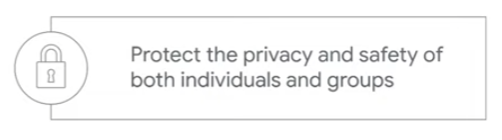 Protect the privacy and safety of
both individuals and groups